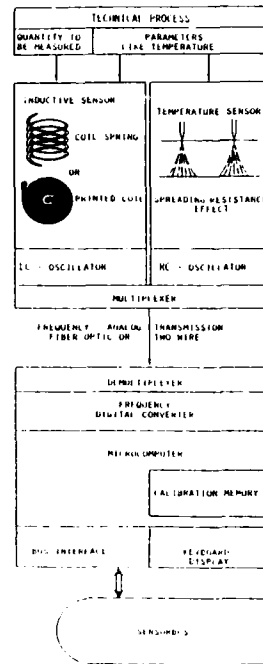 TECHNICAL PROCESS
QUANTITY TO
BE MEASURED
PARAMETERS
LIKE TEMPERATURE
INDUCTIVE SENSOR
COIL SPRING
OR
PRINTED COIL
TEMPERATURE SENSOR
SPREADING RESISTANCE
EFFECT
LC - OSCILLATOR
RC - OSCILLATOR
MULTIPLEXER
FREQUENCY ANALOG TRANSMISSION
FIBER OPTIC OR TWO WIRE
DEMULTIPLEXER
FREQUENCY
DIGITAL CONVERTER
MICROCOMPUTER
CALIBRATION MEMORY
BUS INTERFACE
KEYBOARD
DISPLAY
SENSORBUS